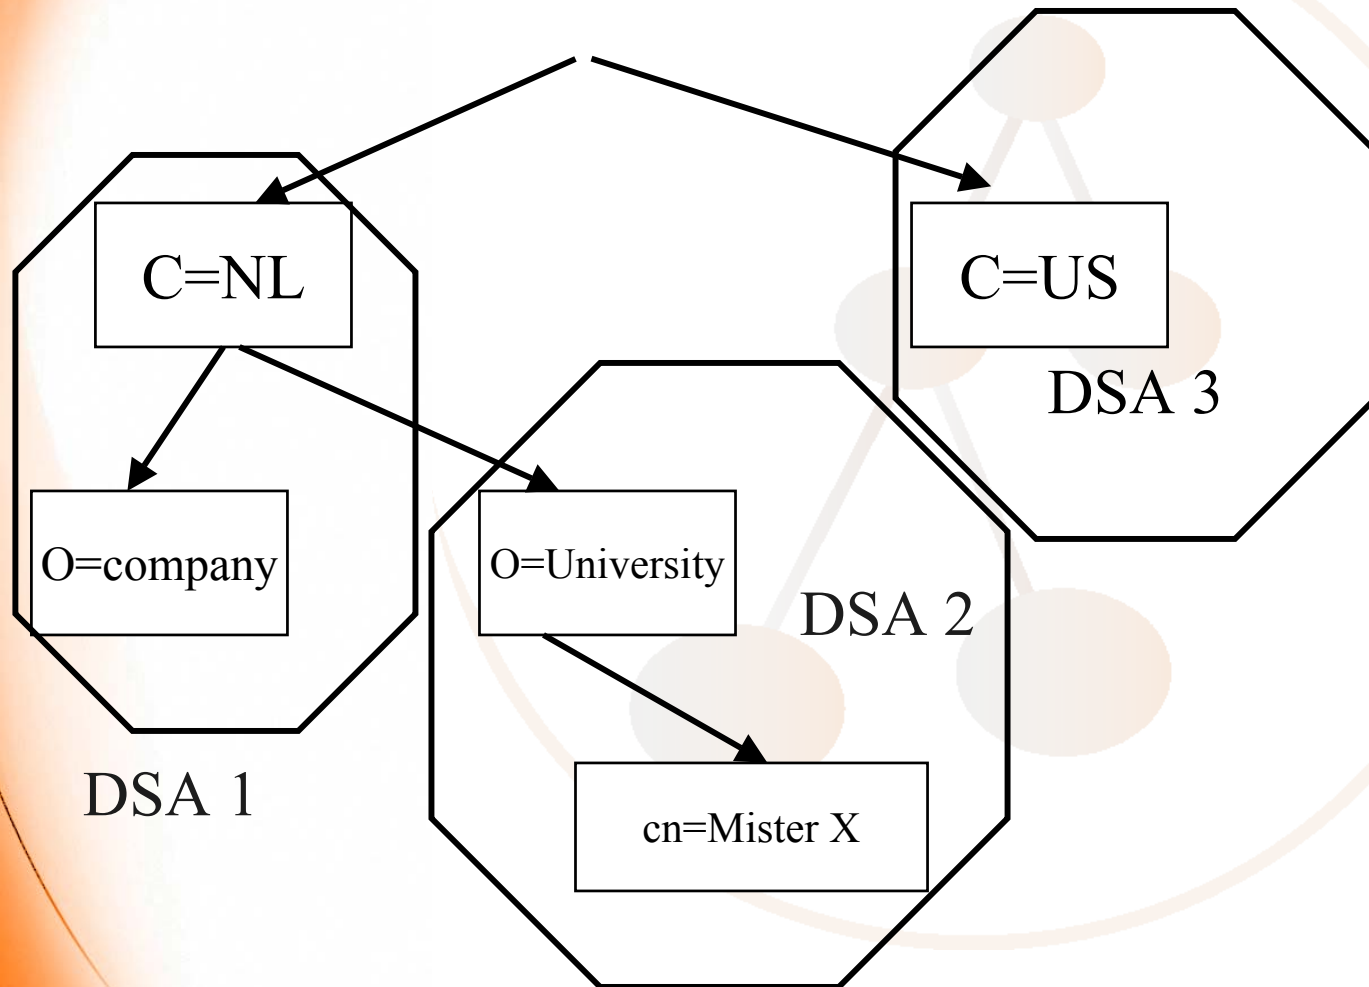 C=NL
C=US
DSA 3
O=company
O=University
DSA 2
DSA 1
cn=Mister X